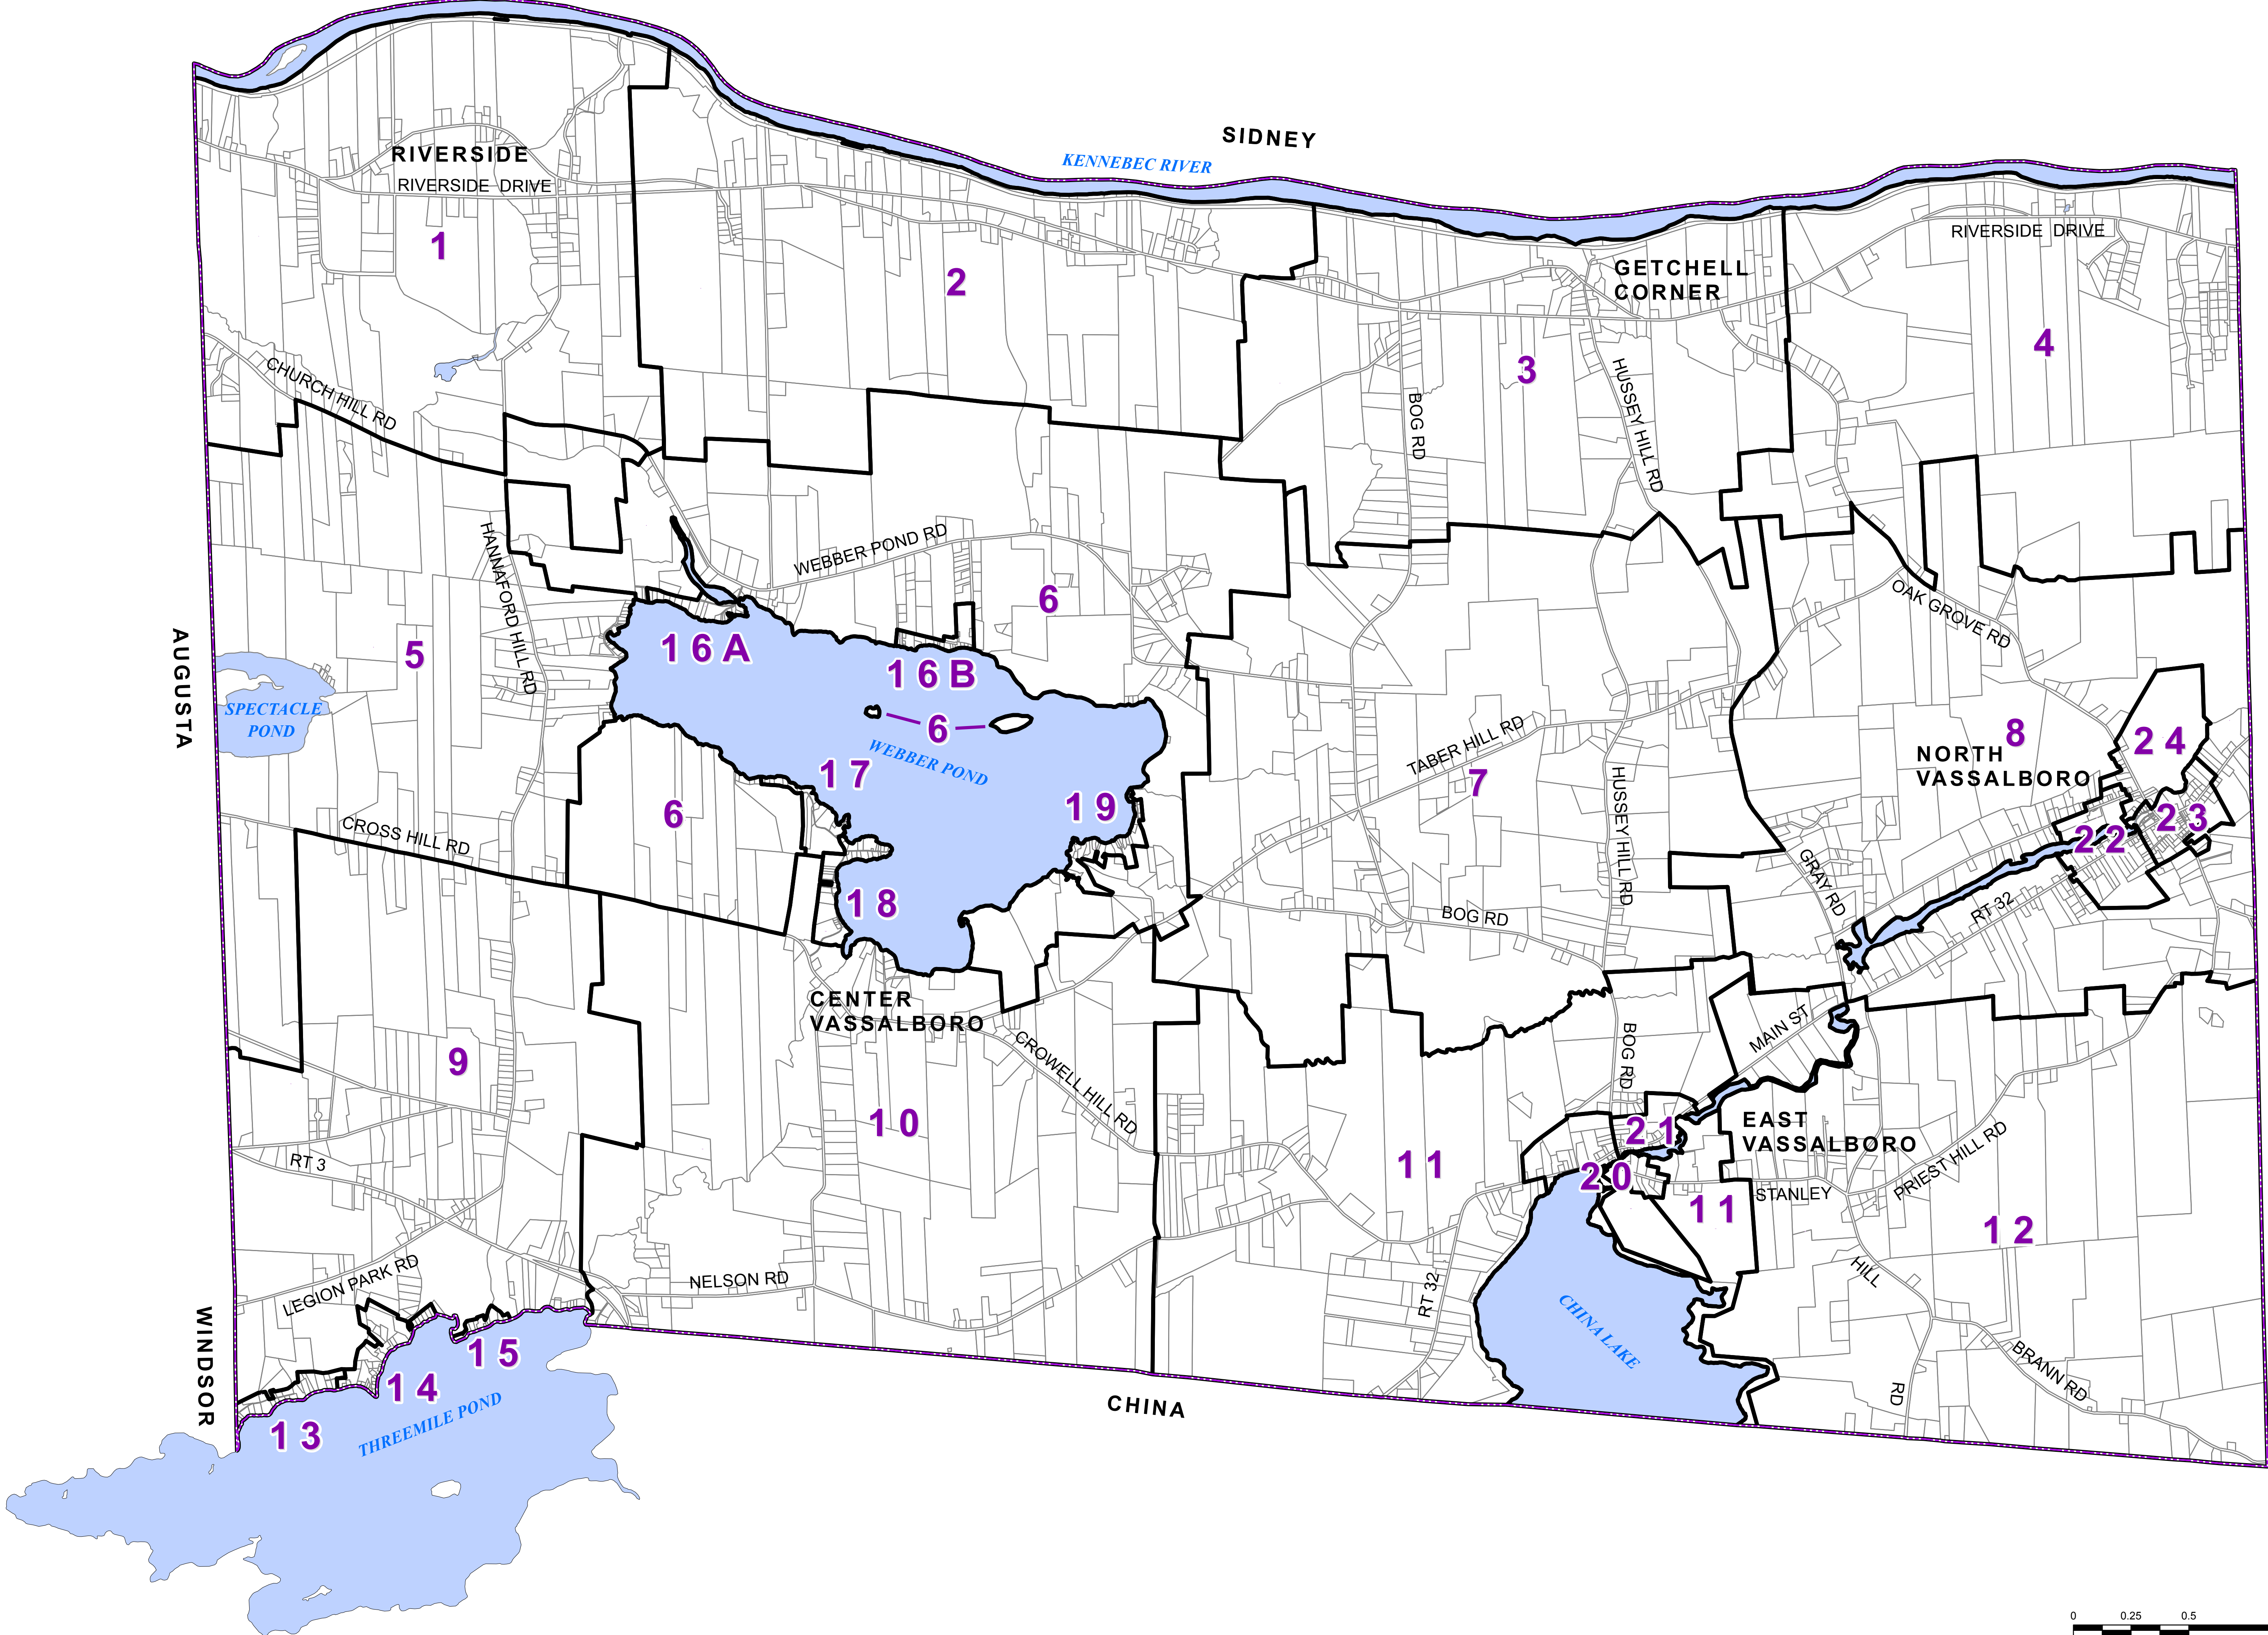 SIDNEY
KENNEBEC RIVER
RIVERSIDE
RIVERSIDE DRIVE
RIVERSIDE DRIVE
1
2
GETCHELL
CORNER
3
4
CHURCH HILL RD
BOG RD
HUSSEY HILL RD
HANNAFORD HILL RD
WEBBER POND RD
6
OAK GROVE RD
AUGUSTA
5
16A
16B
SPECTACLE
POND
6
WEBBER POND
17
19
6
TABER HILL RD
7
HUSSEY HILL RD
8
NORTH
VASSALBORO
24
23
22
CROSS HILL RD
18
BOG RD
GRAY RD
RT 32
CENTER
VASSALBORO
CROWELL HILL RD
9
10
BOG RD
MAIN ST
21
EAST
VASSALBORO
11
20
11
STANLEY
PRIEST HILL RD
12
RT 3
LEGION PARK RD
NELSON RD
RT 32
CHINA LAKE
HILL
RD
BRANN RD
WINDSOR
15
14
13
THREEMILE POND
CHINA
0 0.25 0.5